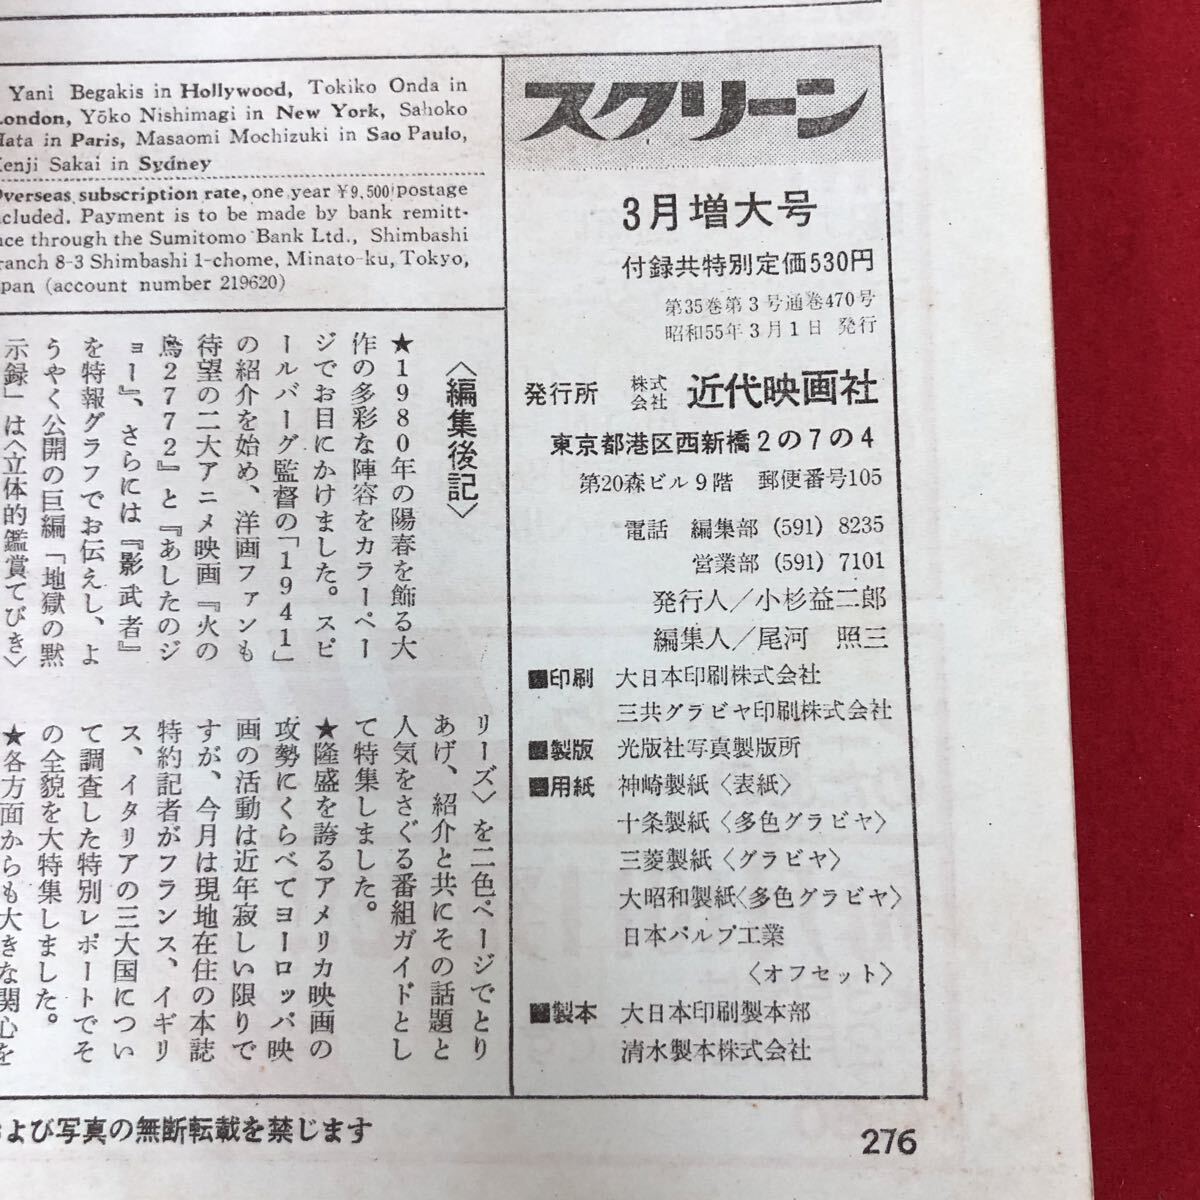 Yani Begakis in Hollywood, Tokiko Onda in
London, Yōko Nishimagi in New York, Sahoko
Hata in Paris, Masaomi Mochizuki in Sao Paulo,
Kenji Sakai in Sydney
Overseas subscription rate, one year ¥9,500 postage
included. Payment is to be made by bank remitt-
ance through the Sumitomo Bank Ltd., Shimbashi
Branch 8-3 Shimbashi 1-chome, Minato-ku, Tokyo,
Japan (account number 219620)
スクリーン
3月増大号
付録共特別定価530円
第35巻第3号通巻470号
昭和55年3月1日 発行
発行所 株式会社 近代映画社
東京都港区西新橋2の7の4
第20森ビル9階 郵便番号105
電話 編集部 (591) 8235
営業部 (591) 7101
発行人/小杉益二郎
編集人/尾河 照三
■印刷 大日本印刷株式会社
三共グラビヤ印刷株式会社
■製版 光版社写真製版所
■用紙 神崎製紙〈表紙〉
十条製紙〈多色グラビヤ〉
三菱製紙〈グラビヤ〉
大昭和製紙〈多色グラビヤ〉
日本パルプ工業
〈オフセット〉
■製本 大日本印刷製本部
清水製本株式会社
〈編集後記〉
★1980年の陽春を飾る大
作の多彩な陣容をカラーペー
ジでお目にかけました。スピ
ールバーグ監督の「1941」
の紹介を始め、洋画ファンも
待望の二大アニメ映画『火の
鳥2772』と『あしたのジ
ョー』、さらには『影武者』
を特報グラフでお伝えし、よ
うやく公開の巨編「地獄の黙
示録」は〈立体的鑑賞てびき〉
リーズ〉を二色ページでとり
あげ、紹介と共にその話題と
人気をさぐる番組ガイドとし
て特集しました。
★隆盛を誇るアメリカ映画の
攻勢にくらべてヨーロッパ映
画の活動は近年寂しい限りで
すが、今月は現地在住の本誌
特約記者がフランス、イギリ
ス、イタリアの三大国につい
て調査した特別レポートでそ
の全貌を大特集しました。
★各方面からも大きな関心を
および写真の無断転載を禁じます
276